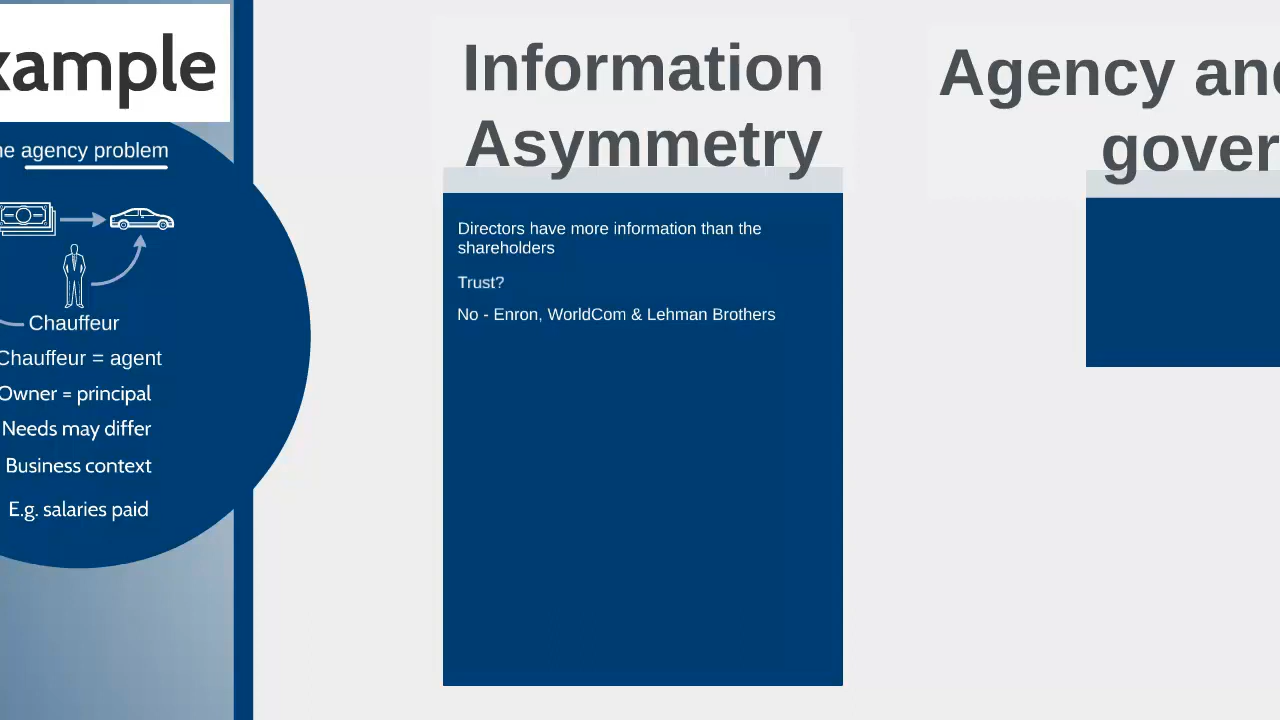 xample
he agency problem
Chauffeur
Chauffeur = agent
Owner = principal
Needs may differ
Business context
E.g. salaries paid
Information
Asymmetry
Directors have more information than the
shareholders
Trust?
No - Enron, WorldCom & Lehman Brothers
Agency and
gover